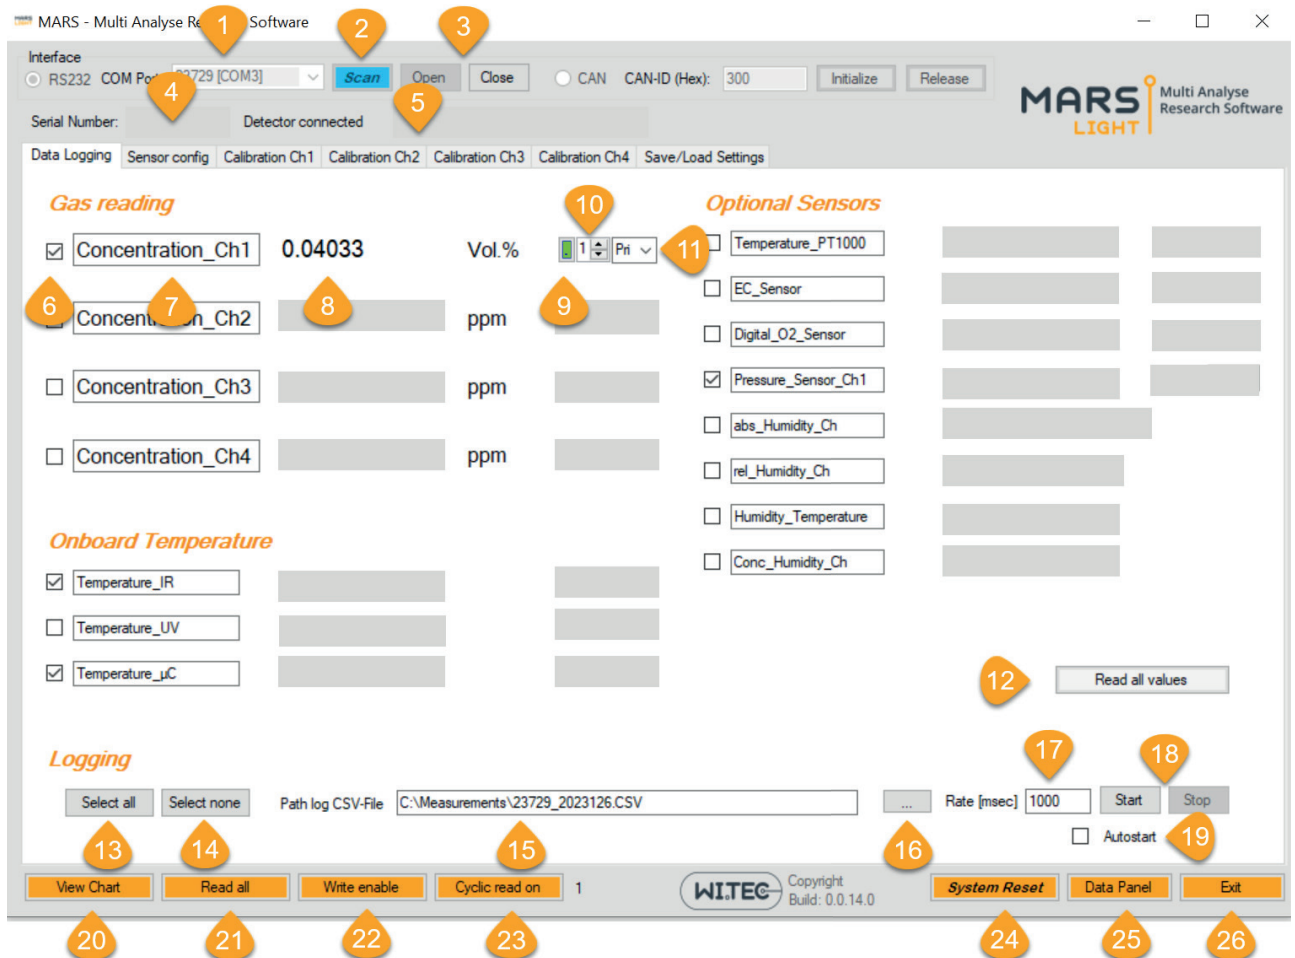 MARS - Multi Analyse Re Software
1
2
3
Interface
RS232 COM Port 23729 [COM3] Scan Open Close CAN CAN-ID (Hex): 300 Initialize Release
4
5
MARS LIGHT Multi Analyse Research Software
Serial Number: Detector connected
Data Logging Sensor config Calibration Ch1 Calibration Ch2 Calibration Ch3 Calibration Ch4 Save/Load Settings
Gas reading
10
Optional Sensors
Concentration_Ch1 0.04033 Vol.% 1 Pri
11
Temperature_PT1000
EC_Sensor
6
7
8
9
Concentration_Ch2 ppm
Digital_O2_Sensor
Concentration_Ch3 ppm
Pressure_Sensor_Ch1
abs_Humidity_Ch
Concentration_Ch4 ppm
rel_Humidity_Ch
Humidity_Temperature
Onboard Temperature
Conc_Humidity_Ch
Temperature_IR
Temperature_UV
Temperature_µC
12
Read all values
Logging
17
18
Select all Select none Path log CSV-File C:\Measurements\23729_2023126.CSV ... Rate [msec] 1000 Start Stop
Autostart
19
13
14
15
16
View Chart Read all Write enable Cyclic read on 1 WI.TEC Copyright Build: 0.0.14.0 System Reset Data Panel Exit
20
21
22
23
24
25
26